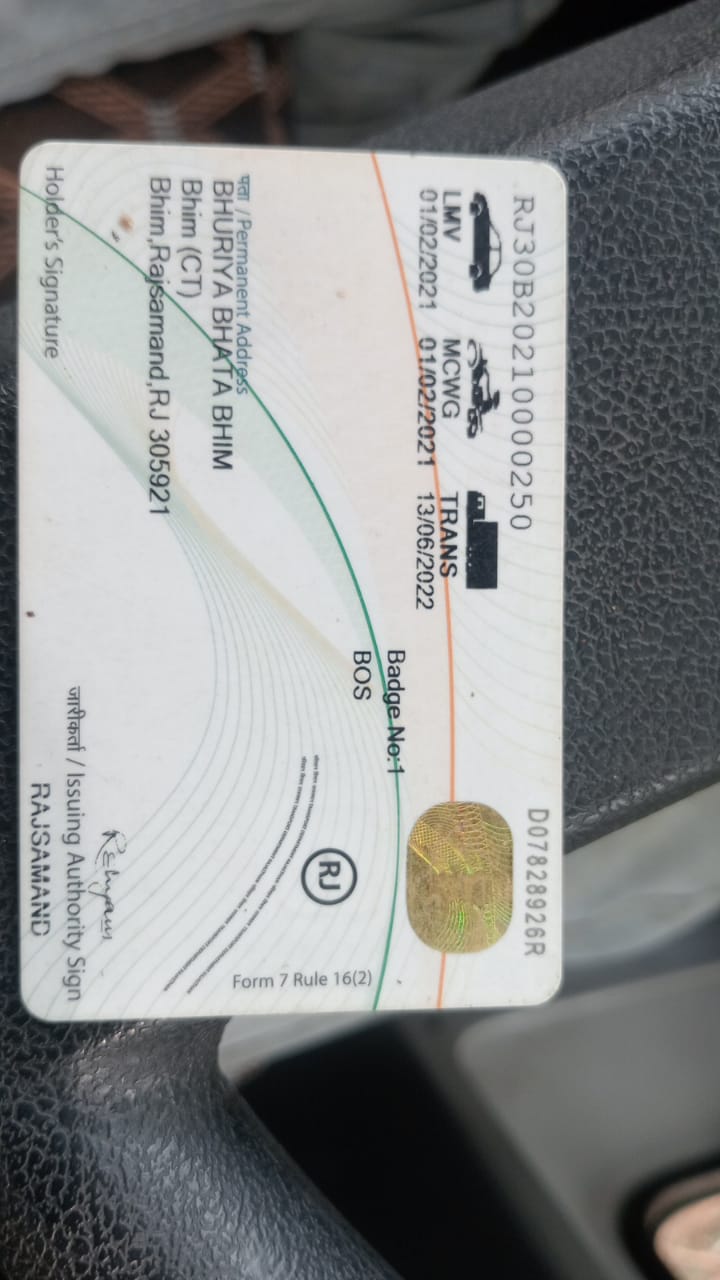 RJ30B20210000250
D07828926R
LMV MCWG TRANS
01/02/2021 01/02/2021 13/06/2022
Badge No:1
BOS
पता / Permanent Address
BHURIYA BHATA BHIM
Bhim (CT)
Bhim,Rajsamand,RJ 305921
RJ
Form 7 Rule 16(2)
Holder's Signature
जारीकर्ता / Issuing Authority Sign
RAJSAMAND